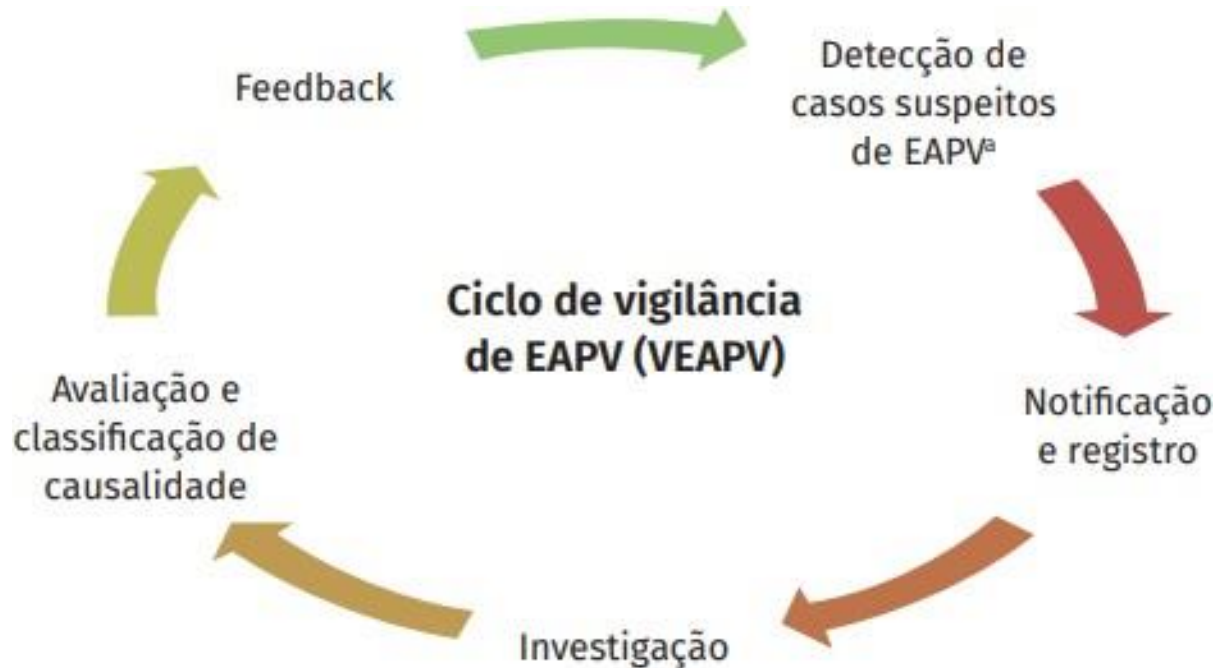 Feedback
Detecção de
casos suspeitos
de EAPVª
Ciclo de vigilância
de EAPV (VEAPV)
Notificação
e registro
Avaliação e
classificação de
causalidade
Investigação